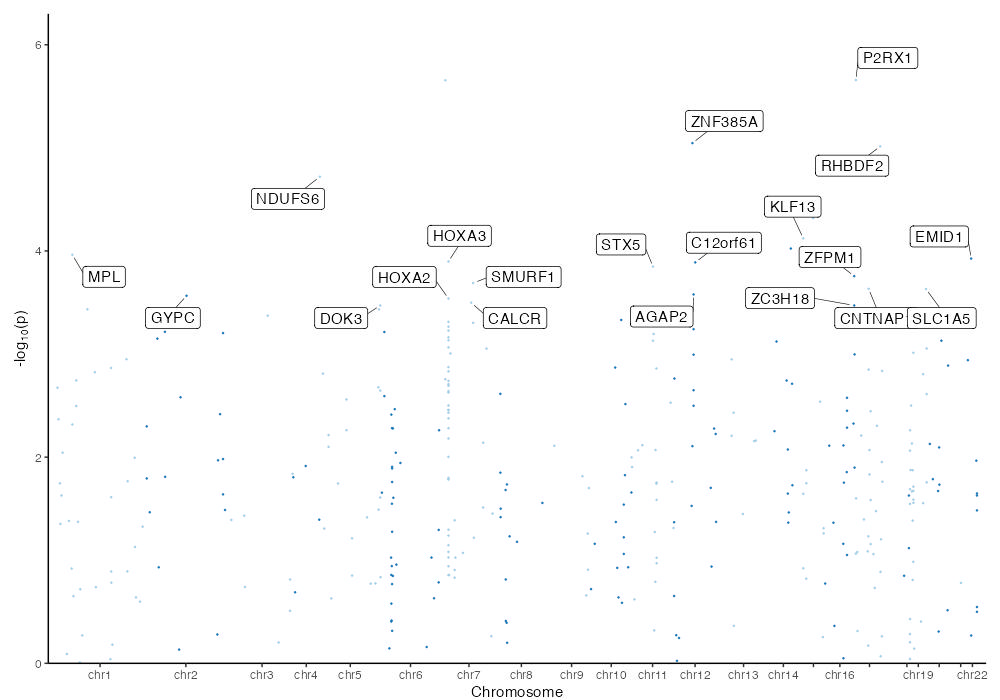 6
P2RX1
ZNF385A
RHBDF2
NDUFS6
KLF13
4
HOXA3
STX5
C12orf61
EMID1
MPL
HOXA2
SMURF1
ZFPM1
GYPC
DOK3
CALCR
AGAP2
ZC3H18
CNTNAP
SLC1A5
-log10(p)
2
0
chr1 chr2 chr3 chr4 chr5 chr6 chr7 chr8 chr9 chr10 chr11 chr12 chr13 chr14 chr16 chr19 chr22
Chromosome